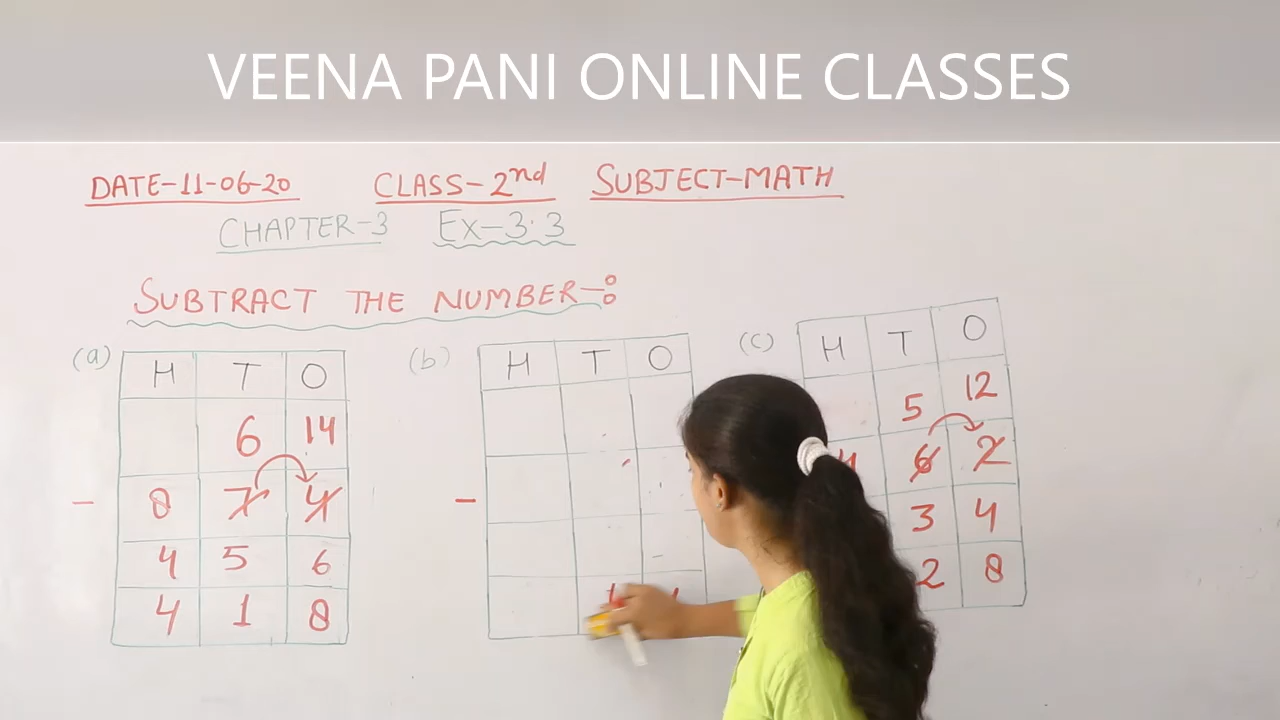 VEENA PANI ONLINE CLASSES
DATE-11-06-20 CLASS-2nd SUBJECT-MATH
CHAPTER-3 Ex-3.3
SUBTRACT THE NUMBER-:
(a)
H T O
6 14
- 8 7 4
4 5 6
4 1 8
(b)
H T O
-
(c)
H T O
5 12
6 2
3 4
2 8